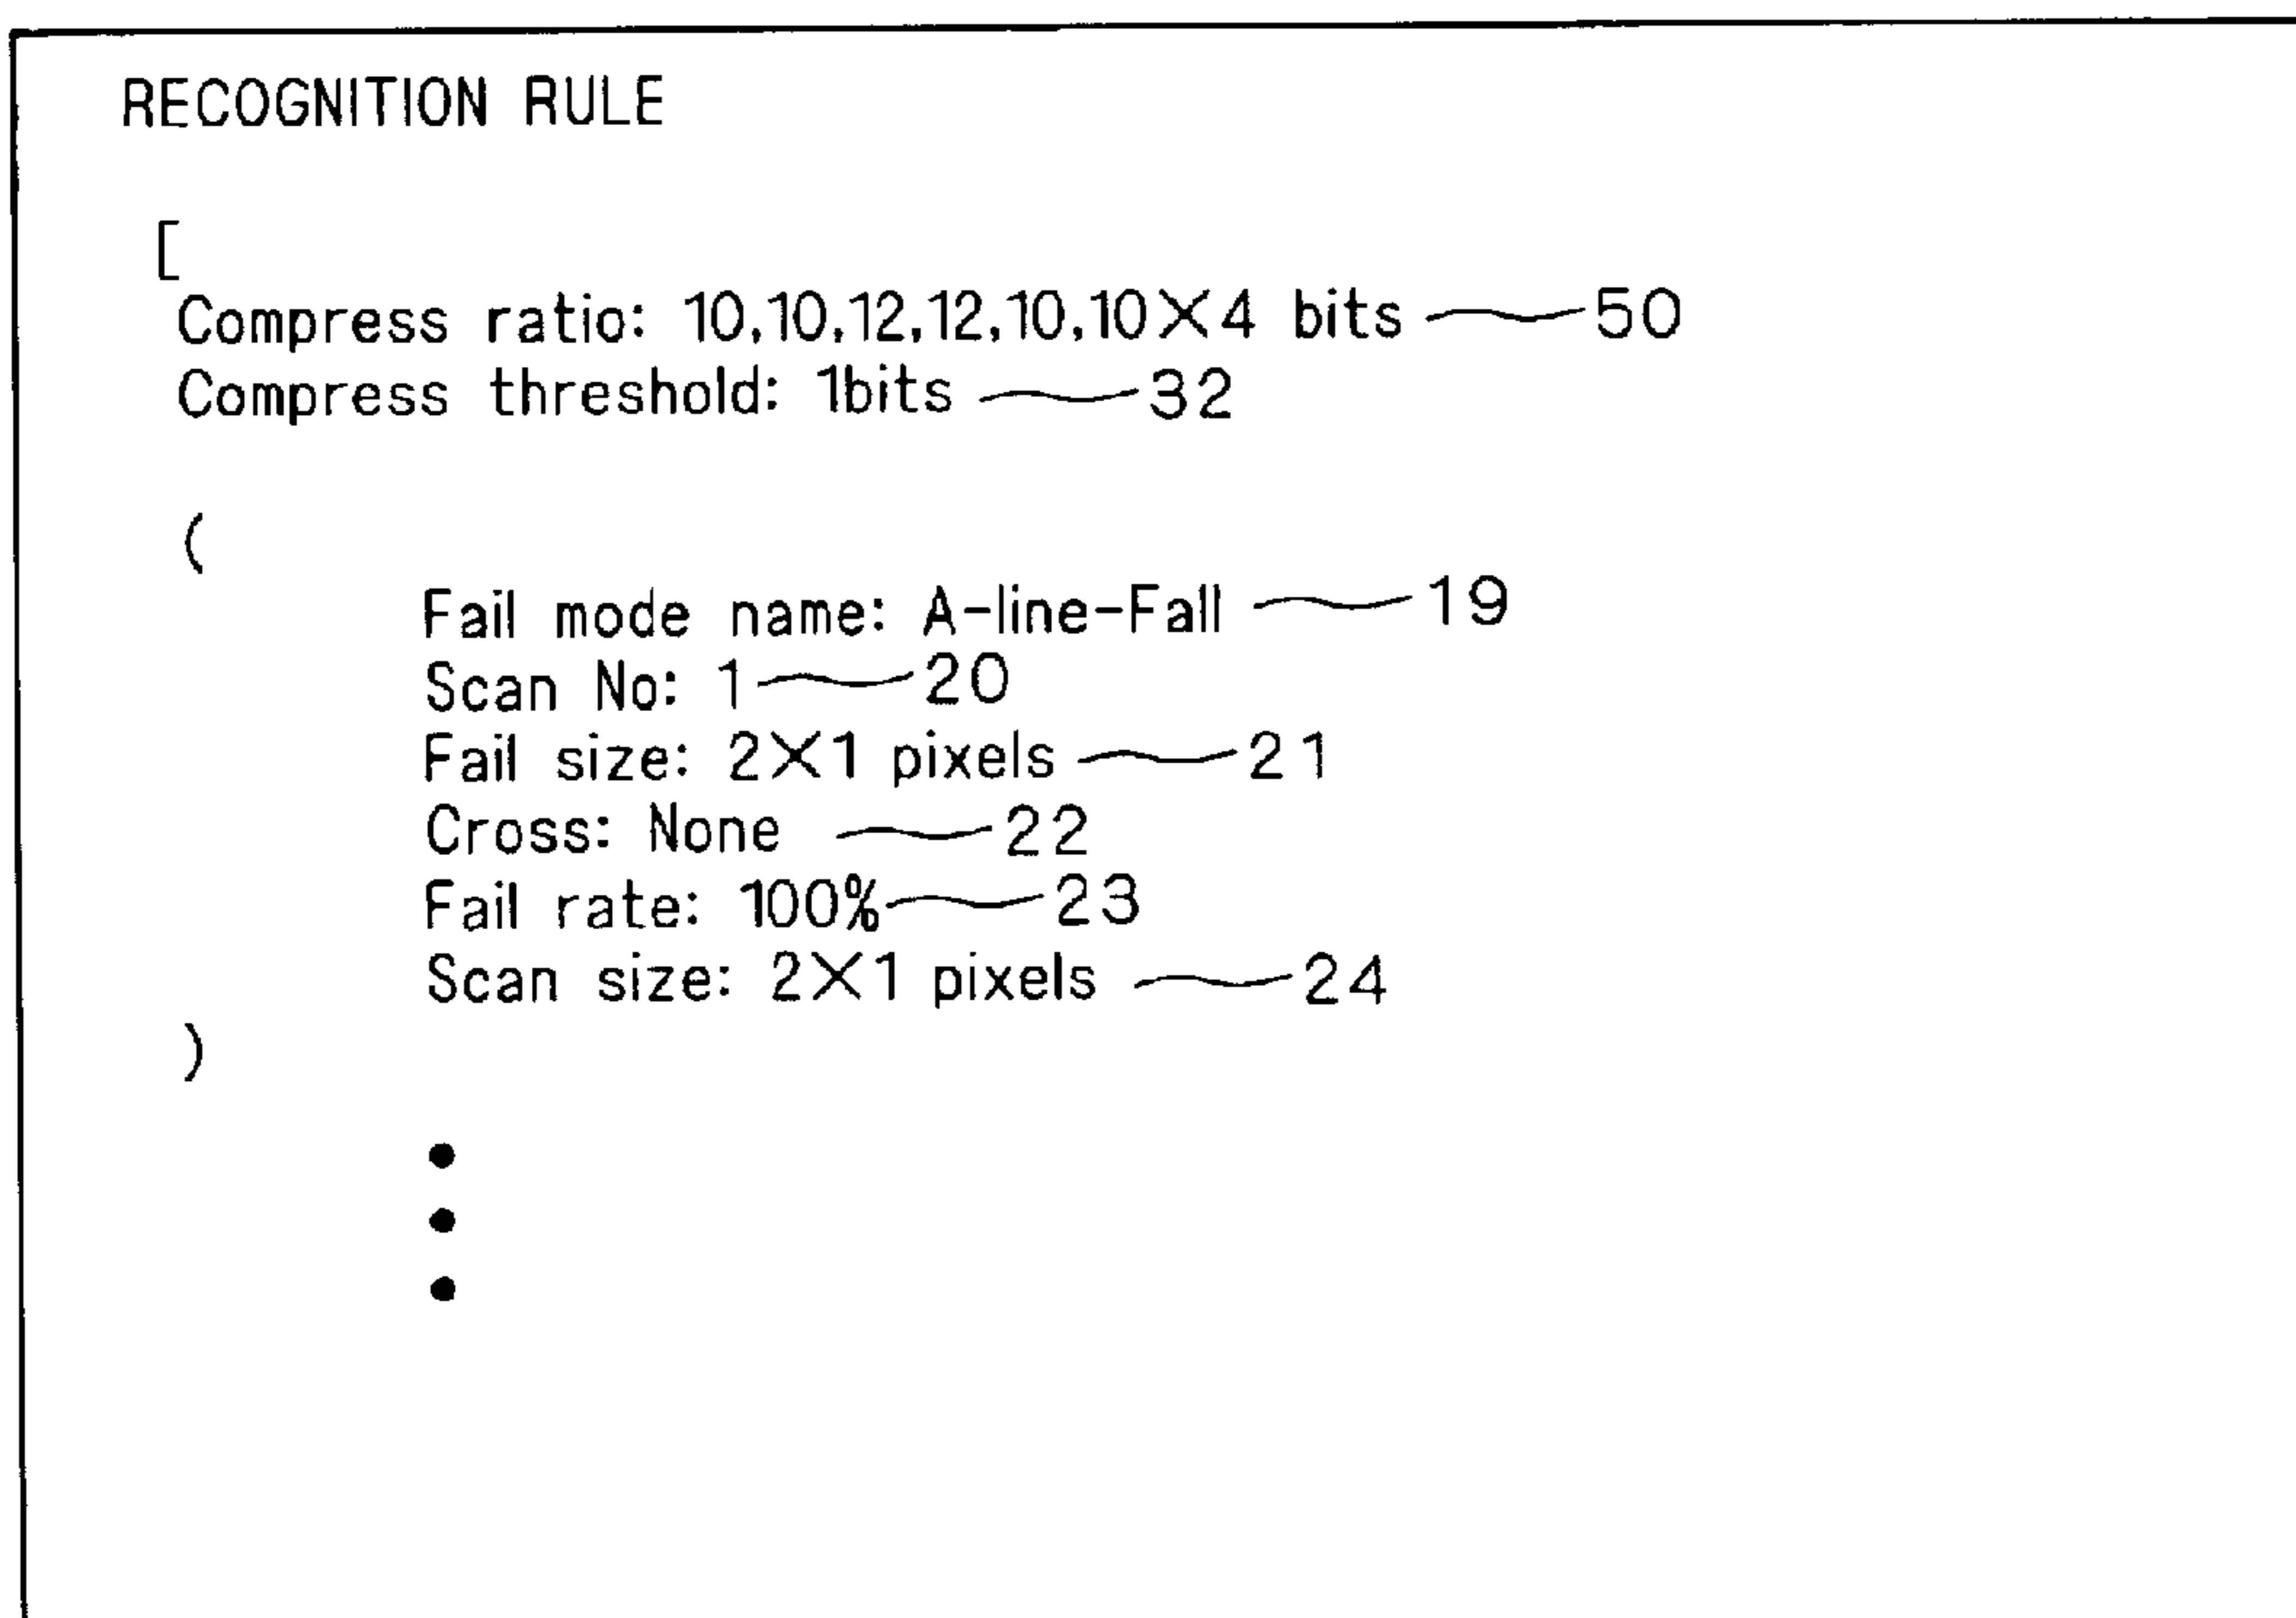 RECOGNITION RULE
[
Compress ratio: 10,10,12,12,10,10×4 bits 50
Compress threshold: 1bits 32
(
Fail mode name: A-line-Fall 19
Scan No: 1 20
Fail size: 2×1 pixels 21
Cross: None 22
Fail rate: 100% 23
Scan size: 2×1 pixels 24
)